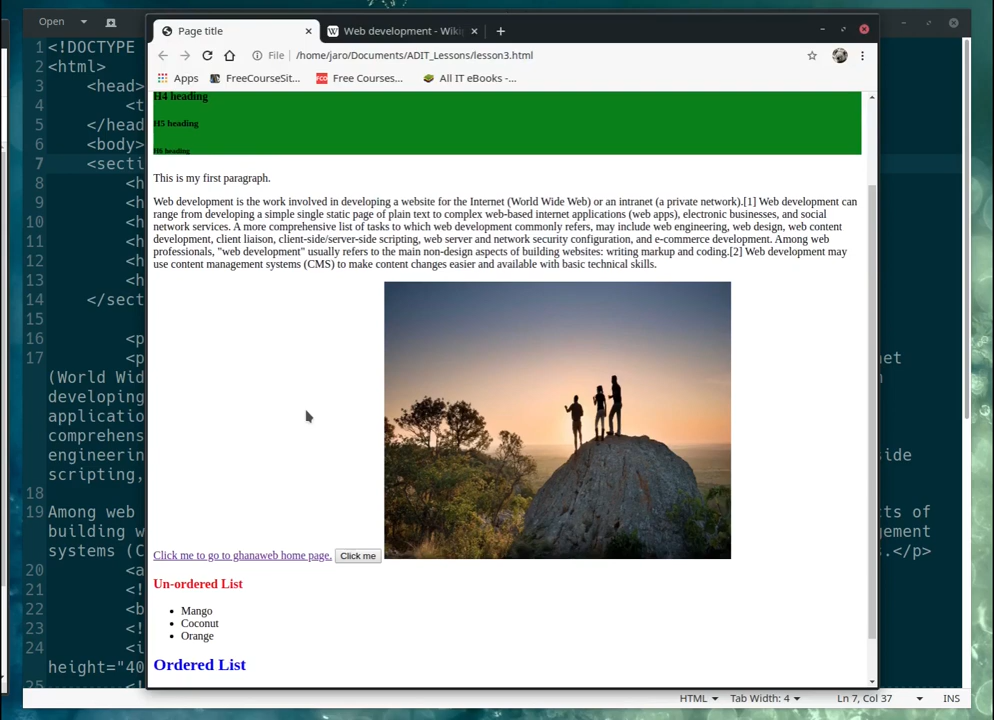 Open
Page title
Web development - Wiki
File
/home/jaro/Documents/ADIT_Lessons/lesson3.html
Apps
FreeCourseSit...
Free Courses...
All IT eBooks -...
1 <!DOCTYPE
2 <html>
3 <head>
4 <t
5 </head
6 <body>
7 <secti
8 <h
9 <h
10 <h
11 <h
12 <h
13 <h
14 </sect
15
16 <p
17 <p
(World Wid
developing
applicatio
comprehens
engineerin
scripting,
18
19 Among web
building w
systems (C
20 <a
21 <!
22 <b
23 <!
24 <i
height="40
25 <!
H4 heading
H5 heading
H6 heading
This is my first paragraph.
Web development is the work involved in developing a website for the Internet (World Wide Web) or an intranet (a private network).[1] Web development can
range from developing a simple single static page of plain text to complex web-based internet applications (web apps), electronic businesses, and social
network services. A more comprehensive list of tasks to which web development commonly refers, may include web engineering, web design, web content
development, client liaison, client-side/server-side scripting, web server and network security configuration, and e-commerce development. Among web
professionals, "web development" usually refers to the main non-design aspects of building websites: writing markup and coding.[2] Web development may
use content management systems (CMS) to make content changes easier and available with basic technical skills.
Click me to go to ghanaweb home page.
Click me
Un-ordered List
• Mango
• Coconut
• Orange
Ordered List
net
n
side
cts of
gement
s.</p>
HTML
Tab Width: 4
Ln 7, Col 37
INS